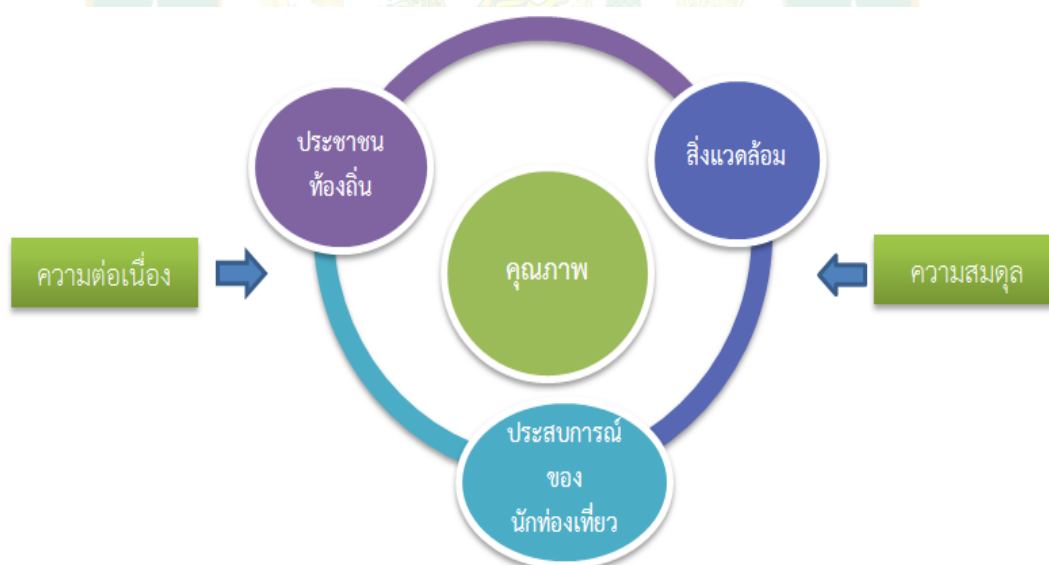 ประชาชน
ท้องถิ่น
สิ่งแวดล้อม
ความต่อเนื่อง
คุณภาพ
ความสมดุล
ประสบการณ์
ของ
นักท่องเที่ยว